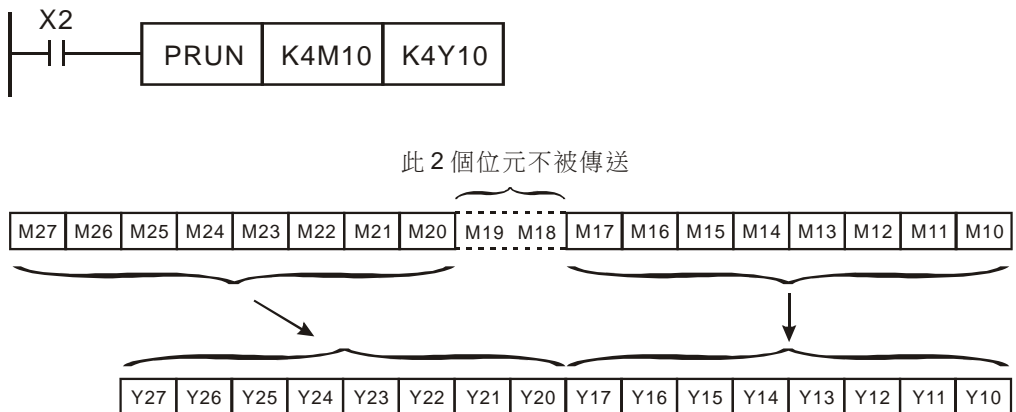 X2
PRUN K4M10 K4Y10
此 2 個位元不被傳送
M27 M26 M25 M24 M23 M22 M21 M20 M19 M18 M17 M16 M15 M14 M13 M12 M11 M10
Y27 Y26 Y25 Y24 Y23 Y22 Y21 Y20 Y17 Y16 Y15 Y14 Y13 Y12 Y11 Y10